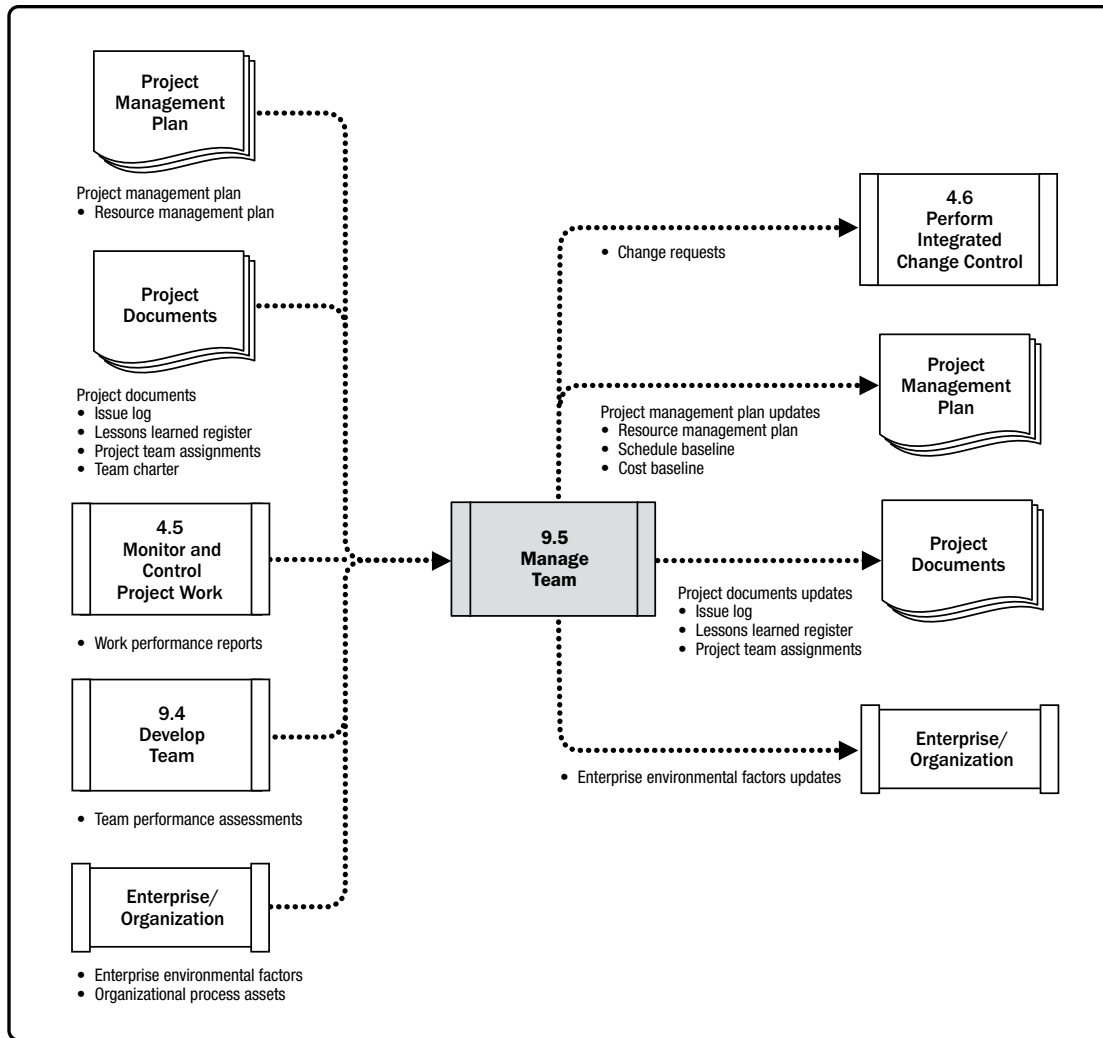 Project
Management
Plan
Project management plan
• Resource management plan
Project
Documents
Project documents
• Issue log
• Lessons learned register
• Project team assignments
• Team charter
4.5
Monitor and
Control
Project Work
• Work performance reports
9.4
Develop
Team
• Team performance assessments
Enterprise/
Organization
• Enterprise environmental factors
• Organizational process assets
9.5
Manage
Team
• Change requests
4.6
Perform
Integrated
Change Control
Project management plan updates
• Resource management plan
• Schedule baseline
• Cost baseline
Project
Management
Plan
Project documents updates
• Issue log
• Lessons learned register
• Project team assignments
Project
Documents
• Enterprise environmental factors updates
Enterprise/
Organization